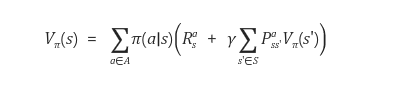 V_π(s) = ∑_{a∈A} π(a|s)(R_s^a + γ ∑_{s'∈S} P_{ss'}^a V_π(s'))